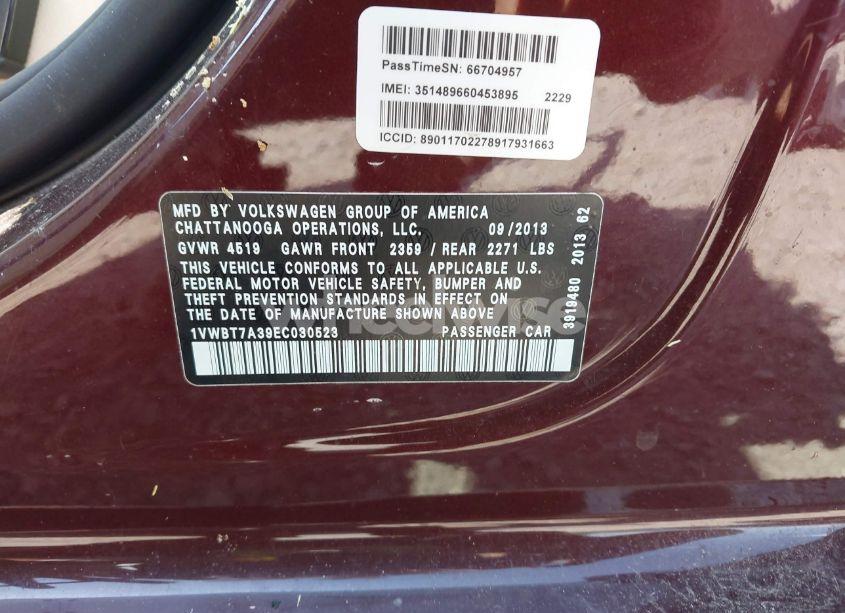 PassTimeSN: 66704957
IMEI: 351489660453895 2229
ICCID: 89011702278917931663
MFD BY VOLKSWAGEN GROUP OF AMERICA
CHATTANOOGA OPERATIONS, LLC. 09/2013
GVWR 4519 GAWR FRONT 2359 / REAR 2271 LBS
THIS VEHICLE CONFORMS TO ALL APPLICABLE U.S.
FEDERAL MOTOR VEHICLE SAFETY, BUMPER AND
THEFT PREVENTION STANDARDS IN EFFECT ON
THE DATE OF MANUFACTURE SHOWN ABOVE
1VWBT7A39EC030523 PASSENGER CAR
3919480 2013 62